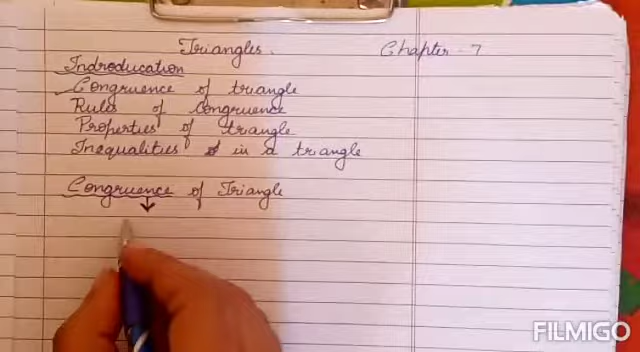 Triangles. Chapter - 7
Indroducation
Congruence of triangle
Rules of congruence
Properties of triangle
Inequalities in a triangle
Congruence of Triangle
FILMIGO